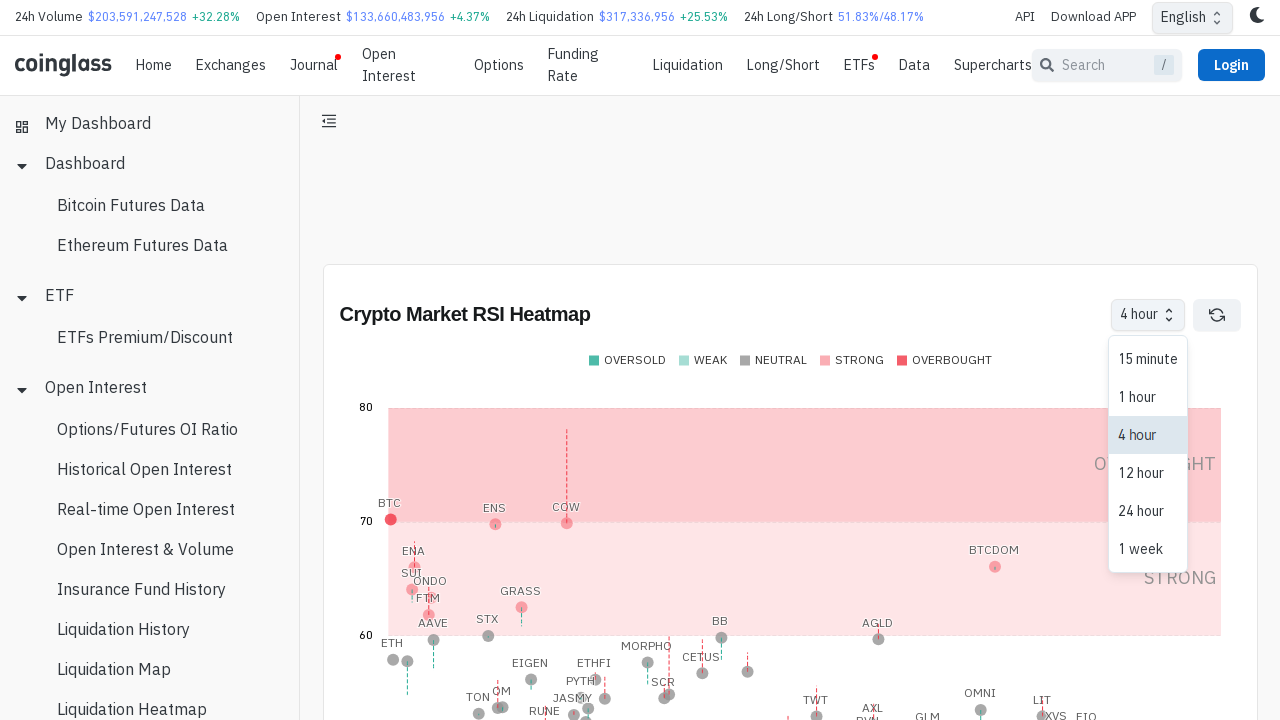 24h Volume $203,591,247,528 +32.28% Open Interest $133,660,483,956 +4.37% 24h Liquidation $317,336,956 +25.53% 24h Long/Short 51.83%/48.17% API Download APP English
coinglass Home Exchanges Journal Open Interest Options Funding Rate Liquidation Long/Short ETFs Data Supercharts Search / Login
My Dashboard
Dashboard
Bitcoin Futures Data
Ethereum Futures Data
ETF
ETFs Premium/Discount
Open Interest
Options/Futures OI Ratio
Historical Open Interest
Real-time Open Interest
Open Interest & Volume
Insurance Fund History
Liquidation History
Liquidation Map
Liquidation Heatmap
Crypto Market RSI Heatmap
4 hour
15 minute
1 hour
4 hour
12 hour
24 hour
1 week
OVERSOLD WEAK NEUTRAL STRONG OVERBOUGHT
80
70
60
STRONG
BTC
ENS
COW
ENA
SUI
ONDO
FTM
AAVE
GRASS
STX
BTCDOM
ETH
BB
AGLD
MORPHO
CETUS
EIGEN
ETHFI
PYTH
SCR
TON
OM
JASMY
RUNE
TWT
OMNI
LIT
AXL
GLM
XVS